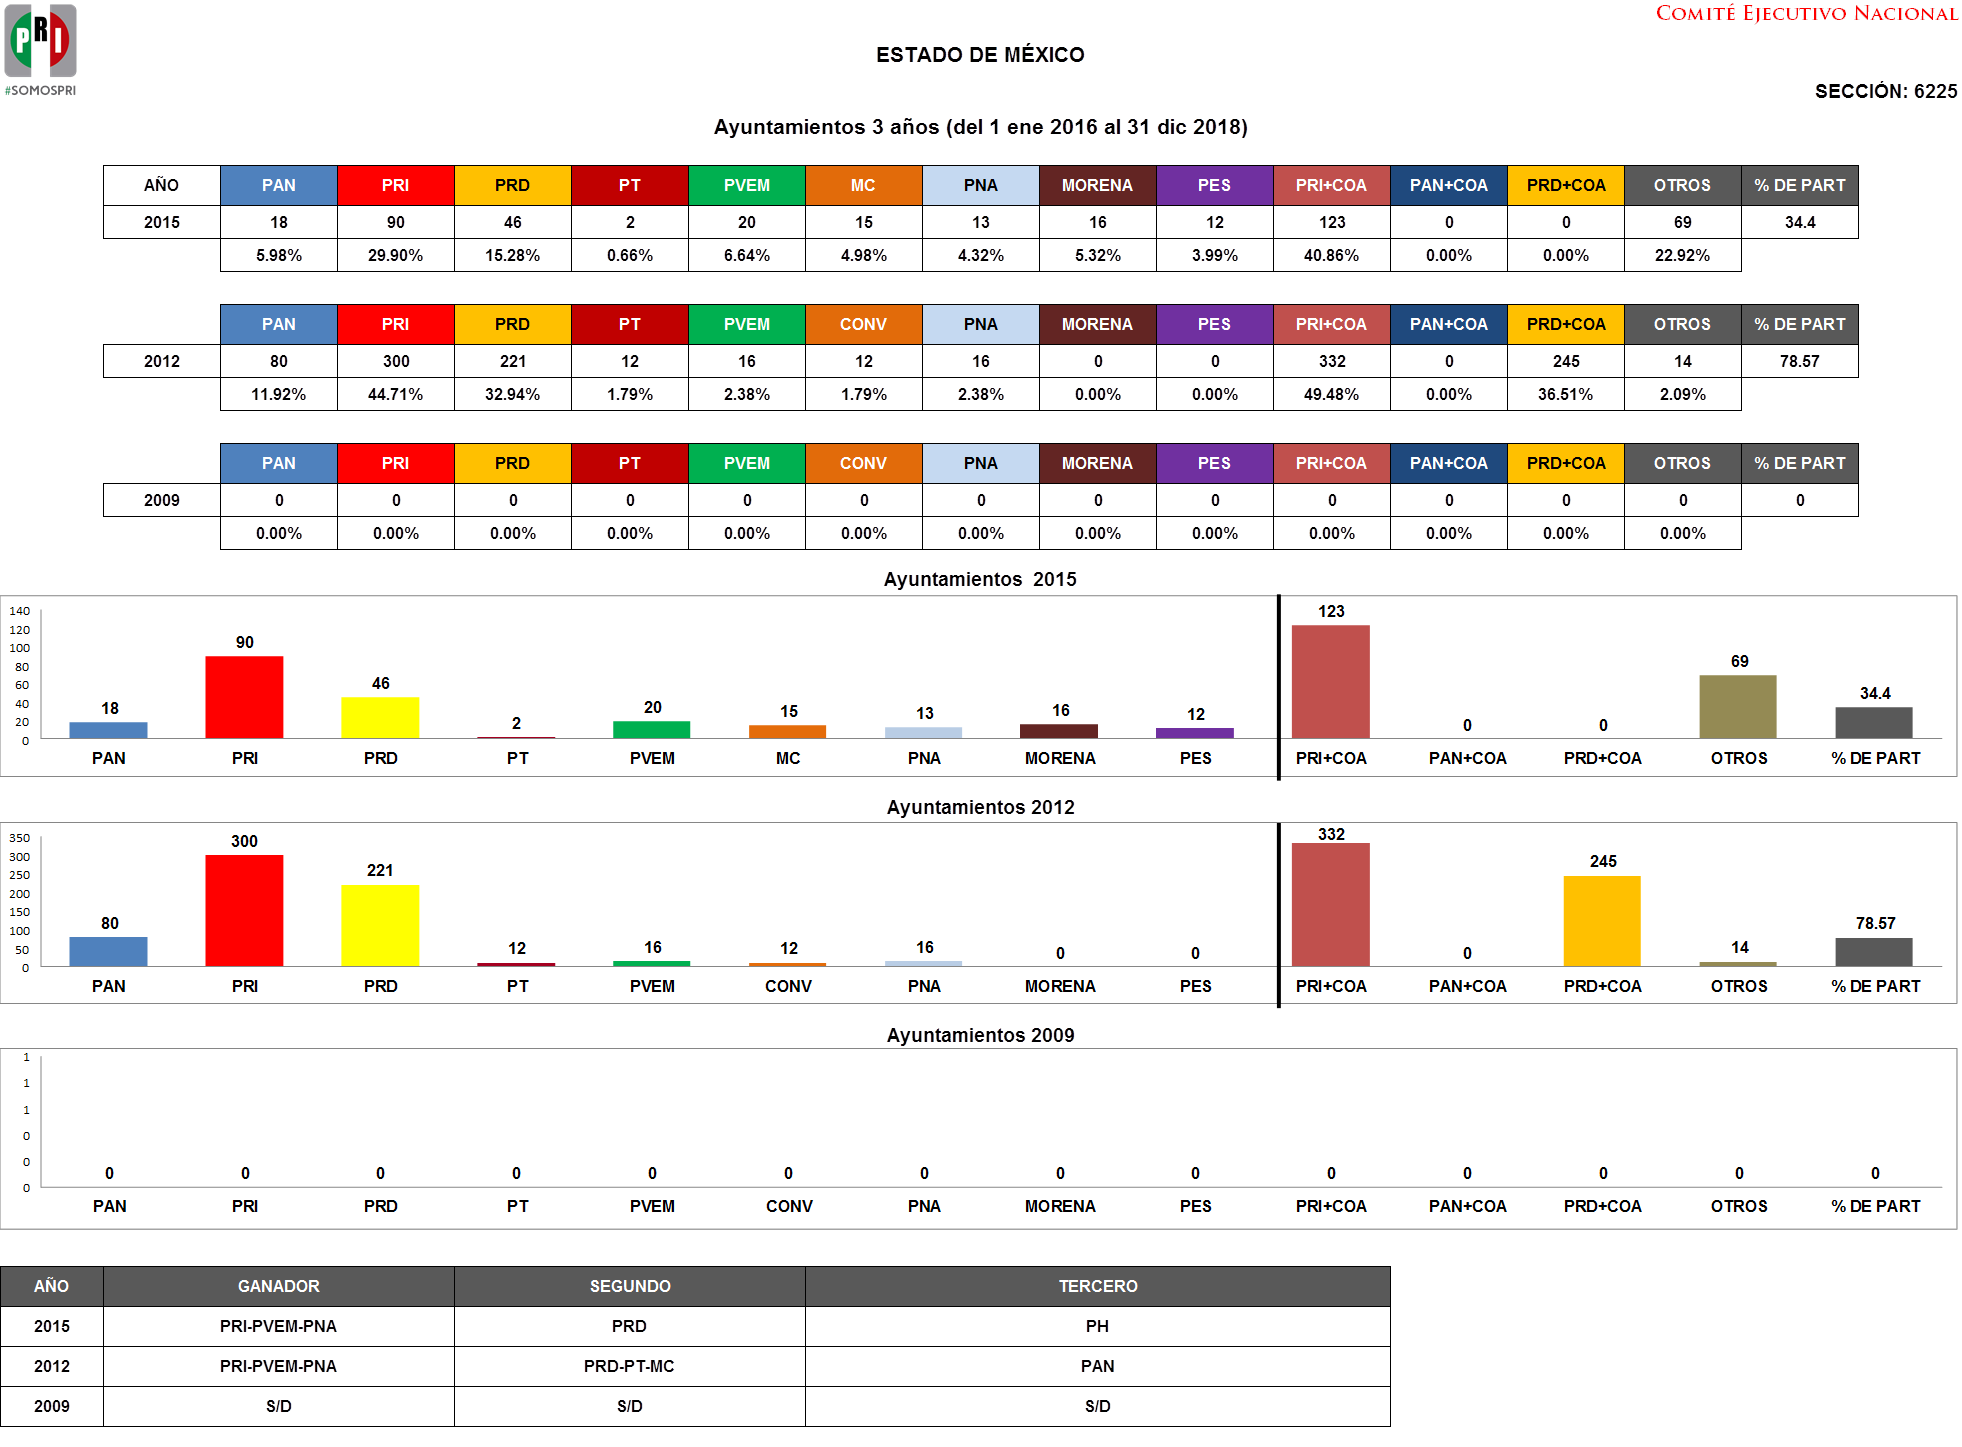 PRI
#SOMOSPRI
COMITÉ EJECUTIVO NACIONAL
ESTADO DE MÉXICO
SECCIÓN: 6225
Ayuntamientos 3 años (del 1 ene 2016 al 31 dic 2018)
AÑO PAN PRI PRD PT PVEM MC PNA MORENA PES PRI+COA PAN+COA PRD+COA OTROS % DE PART
2015 18 90 46 2 20 15 13 16 12 123 0 0 69 34.4
5.98% 29.90% 15.28% 0.66% 6.64% 4.98% 4.32% 5.32% 3.99% 40.86% 0.00% 0.00% 22.92%
PAN PRI PRD PT PVEM CONV PNA MORENA PES PRI+COA PAN+COA PRD+COA OTROS % DE PART
2012 80 300 221 12 16 12 16 0 0 332 0 245 14 78.57
11.92% 44.71% 32.94% 1.79% 2.38% 1.79% 2.38% 0.00% 0.00% 49.48% 0.00% 36.51% 2.09%
PAN PRI PRD PT PVEM CONV PNA MORENA PES PRI+COA PAN+COA PRD+COA OTROS % DE PART
2009 0 0 0 0 0 0 0 0 0 0 0 0 0 0
0.00% 0.00% 0.00% 0.00% 0.00% 0.00% 0.00% 0.00% 0.00% 0.00% 0.00% 0.00% 0.00%
Ayuntamientos 2015
140
120
100
80
60
40
20
0
18 90 46 2 20 15 13 16 12 123 0 0 69 34.4
PAN PRI PRD PT PVEM MC PNA MORENA PES PRI+COA PAN+COA PRD+COA OTROS % DE PART
Ayuntamientos 2012
350
300
250
200
150
100
50
0
80 300 221 12 16 12 16 0 0 332 0 245 14 78.57
PAN PRI PRD PT PVEM CONV PNA MORENA PES PRI+COA PAN+COA PRD+COA OTROS % DE PART
Ayuntamientos 2009
1
1
1
0
0
0
0 0 0 0 0 0 0 0 0 0 0 0 0 0
PAN PRI PRD PT PVEM CONV PNA MORENA PES PRI+COA PAN+COA PRD+COA OTROS % DE PART
AÑO GANADOR SEGUNDO TERCERO
2015 PRI-PVEM-PNA PRD PH
2012 PRI-PVEM-PNA PRD-PT-MC PAN
2009 S/D S/D S/D